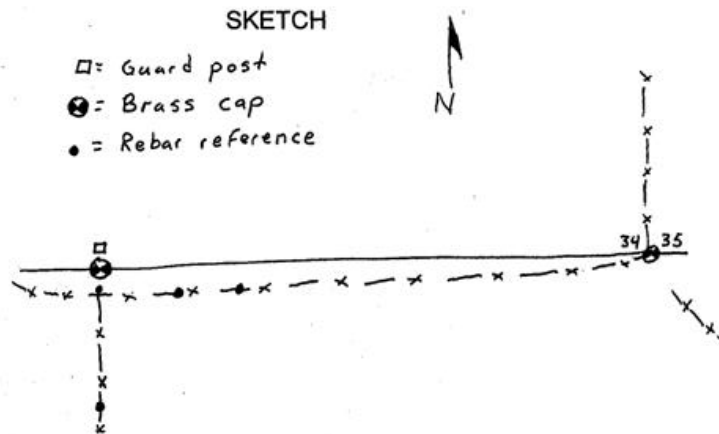 SKETCH
= Guard post
= Brass cap
= Rebar reference
N
34 35